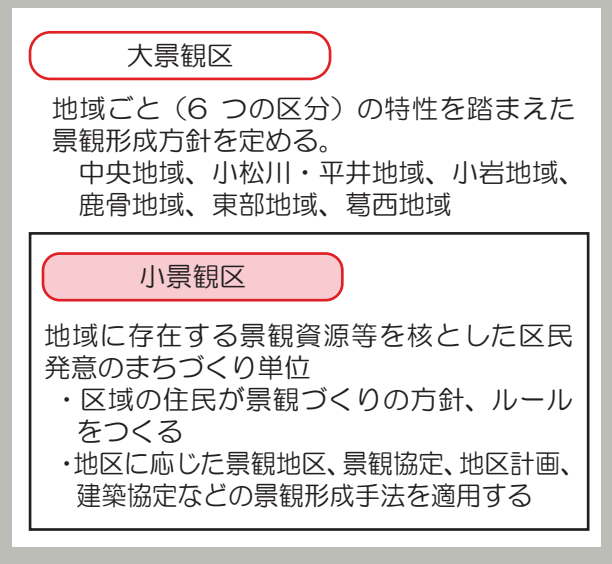 大景観区
地域ごと（6 つの区分）の特性を踏まえた
景観形成方針を定める。
中央地域、小松川・平井地域、小岩地域、
鹿骨地域、東部地域、葛西地域
小景観区
地域に存在する景観資源等を核とした区民
発意のまちづくり単位
・区域の住民が景観づくりの方針、ルール
をつくる
・地区に応じた景観地区、景観協定、地区計画、
建築協定などの景観形成手法を適用する